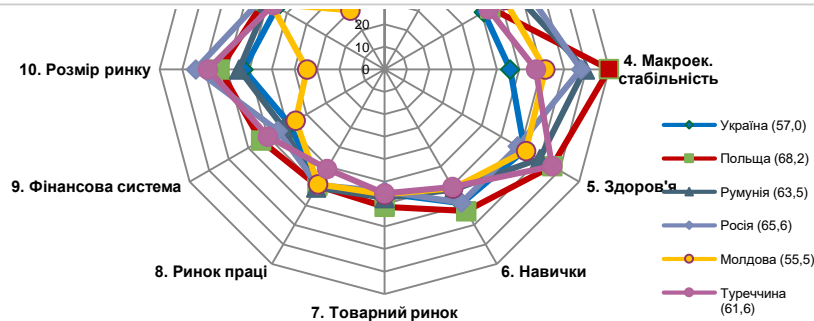 20
10
0
10. Розмір ринку
4. Макроек.
стабільність
Україна (57,0)
Польща (68,2)
9. Фінансова система
5. Здоров'я
Румунія (63,5)
Росія (65,6)
8. Ринок праці
6. Навички
Молдова (55,5)
7. Товарний ринок
Туреччина
(61,6)